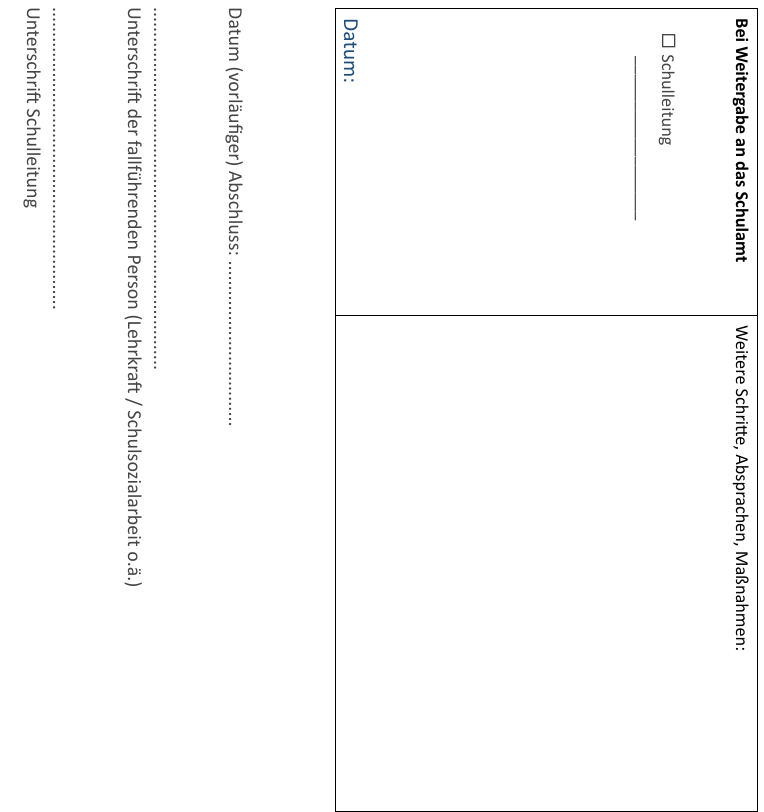 Bei Weitergabe an das Schulamt
☐ Schulleitung
____________________
Datum:
Weitere Schritte, Absprachen, Maßnahmen:
Datum (vorläufiger) Abschluss: ..................................
.........................................................................
Unterschrift der fallführenden Person (Lehrkraft / Schulsozialarbeit o.ä.)
.............................................................
Unterschrift Schulleitung